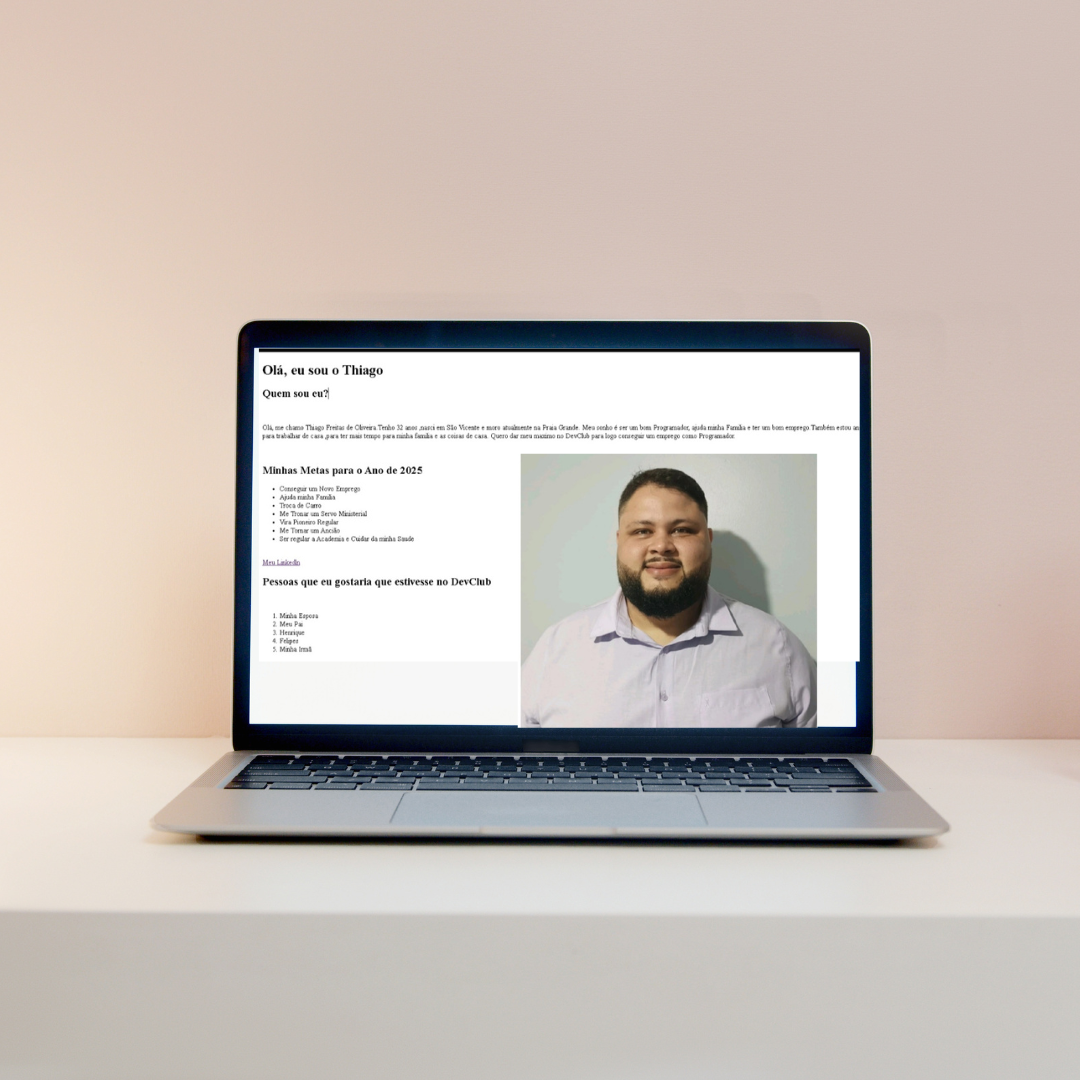 Olá, eu sou o Thiago
Quem sou eu?
Olá, me chamo Thiago Freitas de Oliveira Tenho 32 anos ,nasci em São Vicente e moro atualmente na Praia Grande. Meu sonho é ser um bom Programador, ajuda minha Familia e ter um bom emprego.Também estou
para trabalhar de casa ,para ter mais tempo para minha familia e as coisas de casa. Quero dar meu maximo no DevClub para logo conseguir um emprego como Programador.
Minhas Metas para o Ano de 2025
Conseguir um Novo Emprego
Ajuda minha Familia
Troca de Carro
Me Tronar um Servo Ministerial
Vira Pioneiro Regular
Me Tornar um Ancião
Ser regular a Academia e Cuidar da minha Saude
Meu LinkedIn
Pessoas que eu gostaria que estivesse no DevClub
1. Minha Esposa
2. Meu Pai
3. Henrique
4. Felipes
5. Minha Irmã